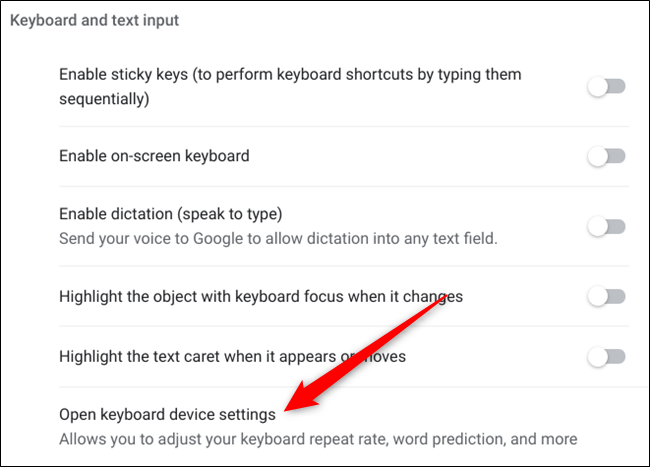 Keyboard and text input
Enable sticky keys (to perform keyboard shortcuts by typing them
sequentially)
Enable on-screen keyboard
Enable dictation (speak to type)
Send your voice to Google to allow dictation into any text field.
Highlight the object with keyboard focus when it changes
Highlight the text caret when it appears or moves
Open keyboard device settings
Allows you to adjust your keyboard repeat rate, word prediction, and more